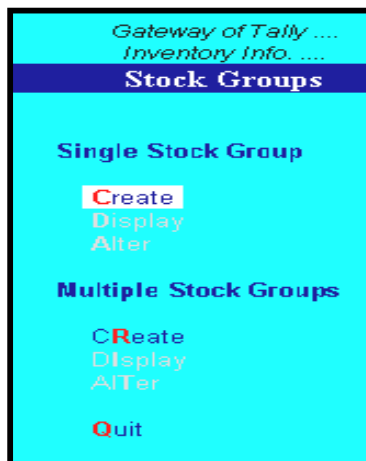 Gateway of Tally ....
Inventory Info. ....
Stock Groups
Single Stock Group
Create
Display
Alter
Multiple Stock Groups
CReate
DIsplay
AlTer
Quit